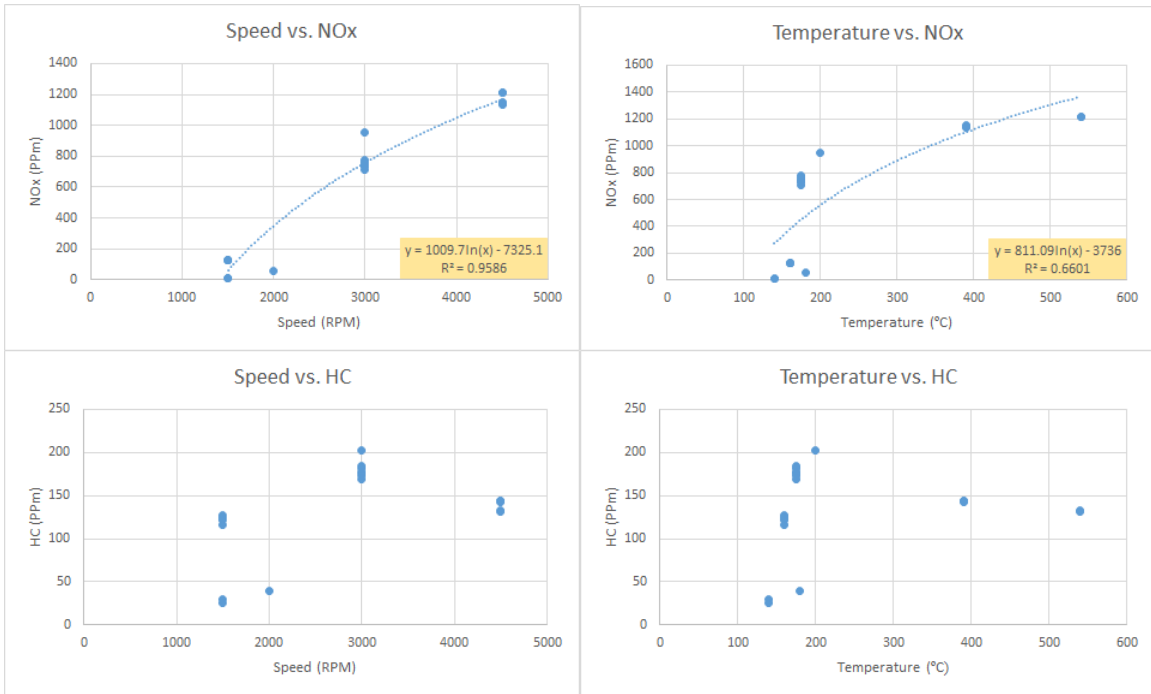 Speed vs. NOx
1400
1200
1000
800
600
400
200
0
NOx (PPm)
0 1000 2000 3000 4000 5000
Speed (RPM)
y = 1009.7ln(x) - 7325.1
R² = 0.9586
Temperature vs. NOx
1600
1400
1200
1000
800
600
400
200
0
NOx (PPm)
0 100 200 300 400 500 600
Temperature (°C)
y = 811.09ln(x) - 3736
R² = 0.6601
Speed vs. HC
250
200
150
100
50
0
HC (PPm)
0 1000 2000 3000 4000 5000
Speed (RPM)
Temperature vs. HC
250
200
150
100
50
0
HC (PPm)
0 100 200 300 400 500 600
Temperature (°C)